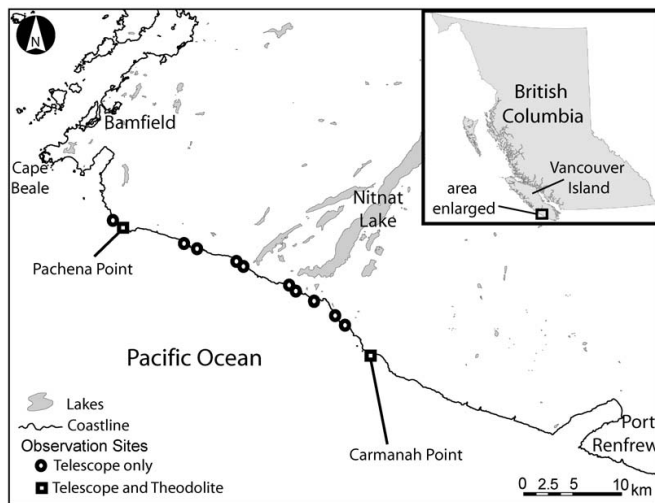 N
Bamfield
Cape
Beale
Pachena Point
Nitnat
Lake
British
Columbia
Vancouver
Island
area
enlarged
Pacific Ocean
Carmanah Point
Port
Renfrew
Lakes
Coastline
Observation Sites
Telescope only
Telescope and Theodolite
0 2.5 5 10 km